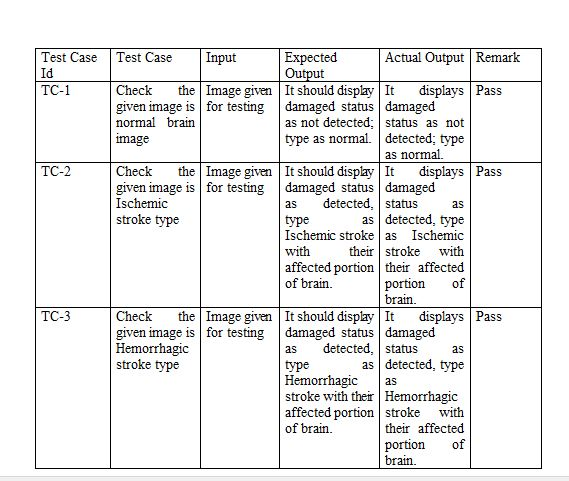 Test Case Id
Test Case
Input
Expected Output
Actual Output
Remark
TC-1
Check the
given image is
normal brain
image
Image given
for testing
It should display
damaged status
as not detected;
type as normal.
It displays
damaged
status as not
detected; type
as normal.
Pass
TC-2
Check the
given image is
Ischemic
stroke type
Image given
for testing
It should display
damaged status
as detected,
type as
Ischemic stroke
with their
affected portion
of brain.
It displays
damaged
status as
detected, type
as Ischemic
stroke with
their affected
portion of
brain.
Pass
TC-3
Check the
given image is
Hemorrhagic
stroke type
Image given
for testing
It should display
damaged status
as detected,
type as
Hemorrhagic
stroke with their
affected portion
of brain.
It displays
damaged
status as
detected, type
as
Hemorrhagic
stroke with
their affected
portion of
brain.
Pass